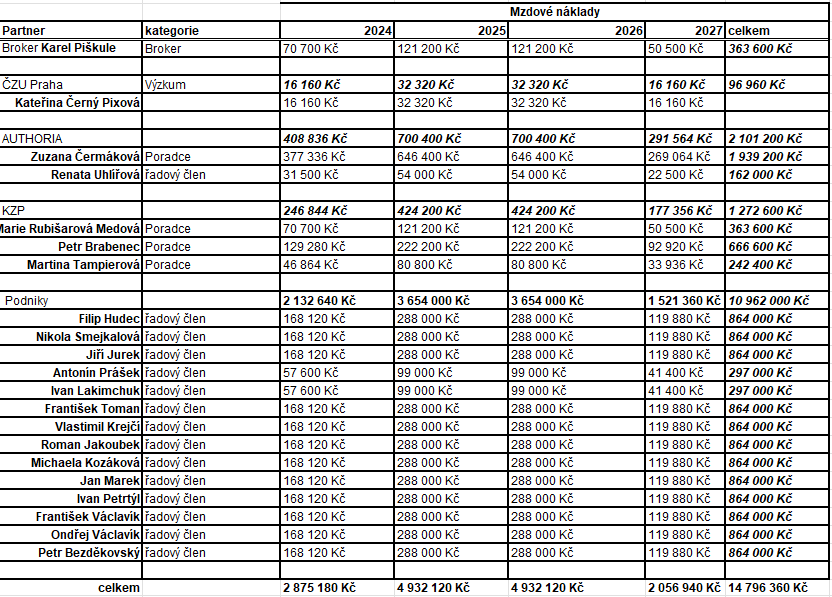 Mzdové náklady
Partner kategorie 2024 2025 2026 2027 celkem
Broker Karel Piškule Broker 70 700 Kč 121 200 Kč 121 200 Kč 50 500 Kč 363 600 Kč
ČZU Praha Výzkum 16 160 Kč 32 320 Kč 32 320 Kč 16 160 Kč 96 960 Kč
Kateřina Černý Pixová 16 160 Kč 32 320 Kč 32 320 Kč 16 160 Kč
AUTHORIA 408 836 Kč 700 400 Kč 700 400 Kč 291 564 Kč 2 101 200 Kč
Zuzana Čermáková Poradce 377 336 Kč 646 400 Kč 646 400 Kč 269 064 Kč 1 939 200 Kč
Renata Uhlířová řadový člen 31 500 Kč 54 000 Kč 54 000 Kč 22 500 Kč 162 000 Kč
KZP 246 844 Kč 424 200 Kč 424 200 Kč 177 356 Kč 1 272 600 Kč
Marie Rubišarová Medová Poradce 70 700 Kč 121 200 Kč 121 200 Kč 50 500 Kč 363 600 Kč
Petr Brabenec Poradce 129 280 Kč 222 200 Kč 222 200 Kč 92 920 Kč 666 600 Kč
Martina Tampierová Poradce 46 864 Kč 80 800 Kč 80 800 Kč 33 936 Kč 242 400 Kč
Podniky 2 132 640 Kč 3 654 000 Kč 3 654 000 Kč 1 521 360 Kč 10 962 000 Kč
Filip Hudec řadový člen 168 120 Kč 288 000 Kč 288 000 Kč 119 880 Kč 864 000 Kč
Nikola Smejkalová řadový člen 168 120 Kč 288 000 Kč 288 000 Kč 119 880 Kč 864 000 Kč
Jiří Jurek řadový člen 168 120 Kč 288 000 Kč 288 000 Kč 119 880 Kč 864 000 Kč
Antonín Prášek řadový člen 57 600 Kč 99 000 Kč 99 000 Kč 41 400 Kč 297 000 Kč
Ivan Lakimchuk řadový člen 57 600 Kč 99 000 Kč 99 000 Kč 41 400 Kč 297 000 Kč
František Toman řadový člen 168 120 Kč 288 000 Kč 288 000 Kč 119 880 Kč 864 000 Kč
Vlastimil Krejčí řadový člen 168 120 Kč 288 000 Kč 288 000 Kč 119 880 Kč 864 000 Kč
Roman Jakoubek řadový člen 168 120 Kč 288 000 Kč 288 000 Kč 119 880 Kč 864 000 Kč
Michaela Kozáková řadový člen 168 120 Kč 288 000 Kč 288 000 Kč 119 880 Kč 864 000 Kč
Jan Marek řadový člen 168 120 Kč 288 000 Kč 288 000 Kč 119 880 Kč 864 000 Kč
Ivan Petrtýl řadový člen 168 120 Kč 288 000 Kč 288 000 Kč 119 880 Kč 864 000 Kč
František Václavík řadový člen 168 120 Kč 288 000 Kč 288 000 Kč 119 880 Kč 864 000 Kč
Ondřej Václavík řadový člen 168 120 Kč 288 000 Kč 288 000 Kč 119 880 Kč 864 000 Kč
Petr Bezděkovský řadový člen 168 120 Kč 288 000 Kč 288 000 Kč 119 880 Kč 864 000 Kč
celkem 2 875 180 Kč 4 932 120 Kč 4 932 120 Kč 2 056 940 Kč 14 796 360 Kč